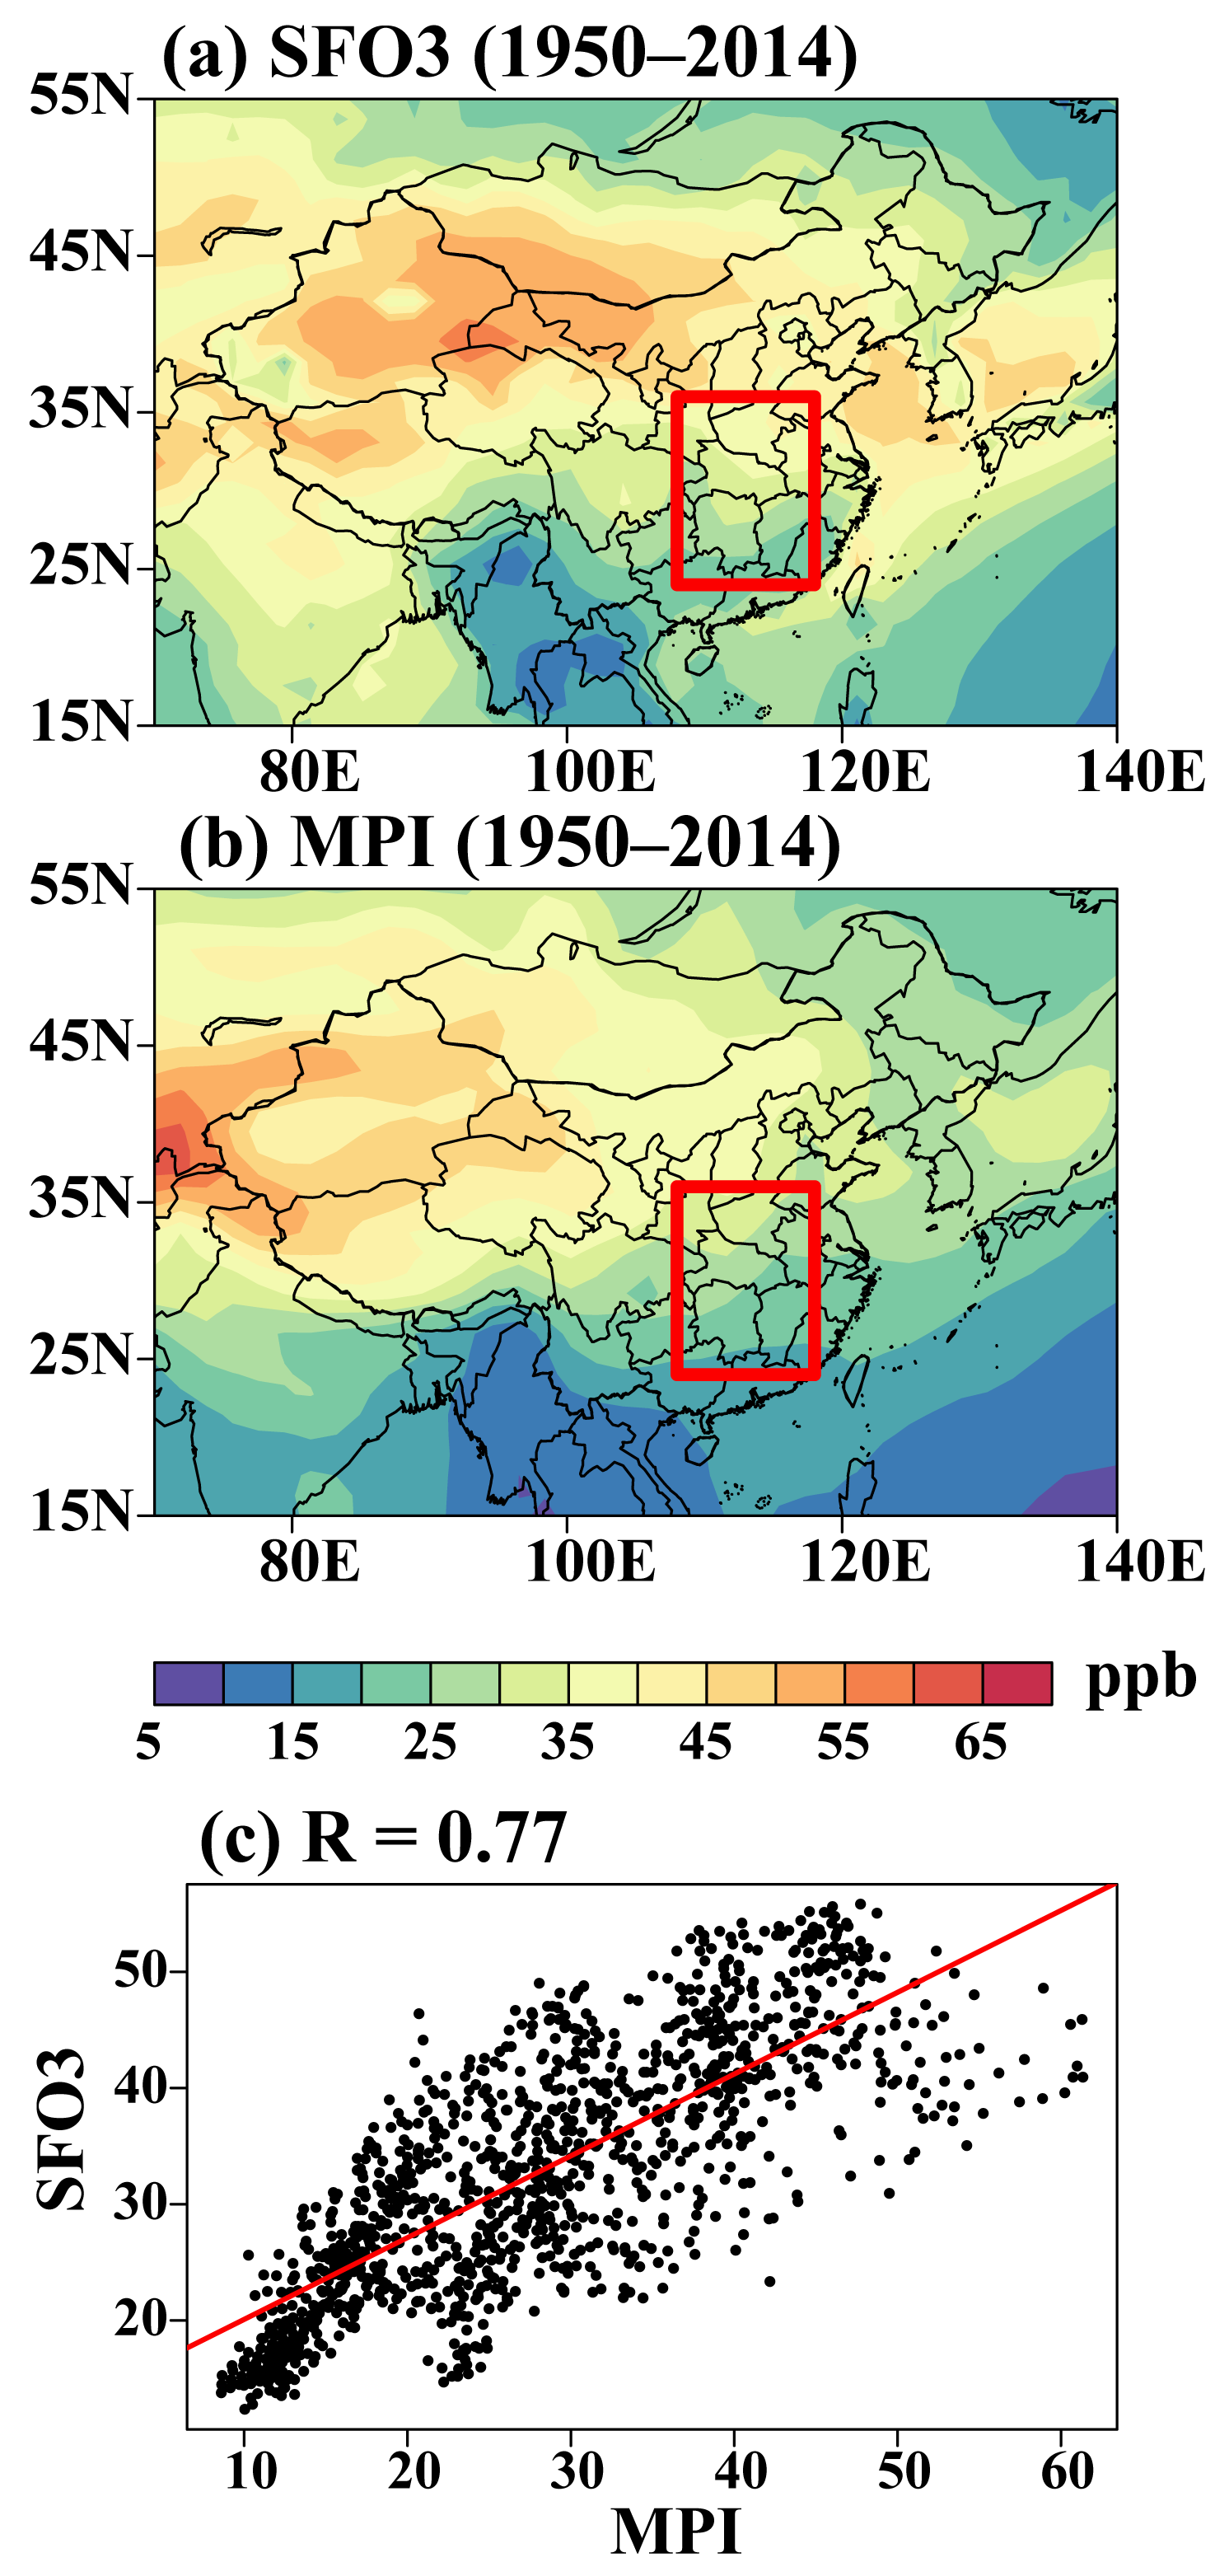 (a) SFO3 (1950–2014)
55N
45N
35N
25N
15N
80E 100E 120E 140E
(b) MPI (1950–2014)
55N
45N
35N
25N
15N
80E 100E 120E 140E
ppb
5 15 25 35 45 55 65
(c) R = 0.77
50
40
30
20
SFO3
10 20 30 40 50 60
MPI